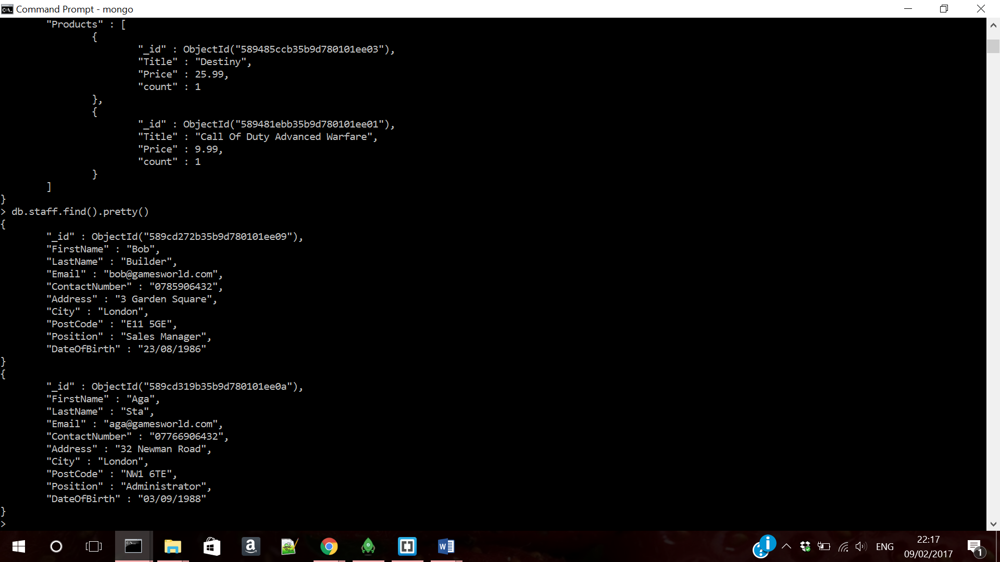 Command Prompt - mongo
"Products" : [
{
"_id" : ObjectId("589485ccb35b9d780101ee03"),
"Title" : "Destiny",
"Price" : 25.99,
"count" : 1
},
{
"_id" : ObjectId("589481ebb35b9d780101ee01"),
"Title" : "Call Of Duty Advanced Warfare",
"Price" : 9.99,
"count" : 1
}
]
}
> db.staff.find().pretty()
{
"_id" : ObjectId("589cd272b35b9d780101ee09"),
"FirstName" : "Bob",
"LastName" : "Builder",
"Email" : "bob@gamesworld.com",
"ContactNumber" : "0785906432",
"Address" : "3 Garden Square",
"City" : "London",
"PostCode" : "E11 5GE",
"Position" : "Sales Manager",
"DateOfBirth" : "23/08/1986"
}
{
"_id" : ObjectId("589cd319b35b9d780101ee0a"),
"FirstName" : "Aga",
"LastName" : "Sta",
"Email" : "aga@gamesworld.com",
"ContactNumber" : "07766906432",
"Address" : "32 Newman Road",
"City" : "London",
"PostCode" : "NW1 6TE",
"Position" : "Administrator",
"DateOfBirth" : "03/09/1988"
}
>
ENG
22:17
09/02/2017
1